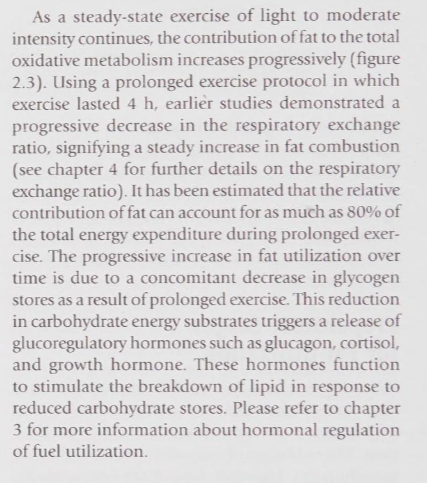 As a steady-state exercise of light to moderate
intensity continues, the contribution of fat to the total
oxidative metabolism increases progressively (figure
2.3). Using a prolonged exercise protocol in which
exercise lasted 4 h, earlier studies demonstrated a
progressive decrease in the respiratory exchange
ratio, signifying a steady increase in fat combustion
(see chapter 4 for further details on the respiratory
exchange ratio). It has been estimated that the relative
contribution of fat can account for as much as 80% of
the total energy expenditure during prolonged exer-
cise. The progressive increase in fat utilization over
time is due to a concomitant decrease in glycogen
stores as a result of prolonged exercise. This reduction
in carbohydrate energy substrates triggers a release of
glucoregulatory hormones such as glucagon, cortisol,
and growth hormone. These hormones function
to stimulate the breakdown of lipid in response to
reduced carbohydrate stores. Please refer to chapter
3 for more information about hormonal regulation
of fuel utilization.